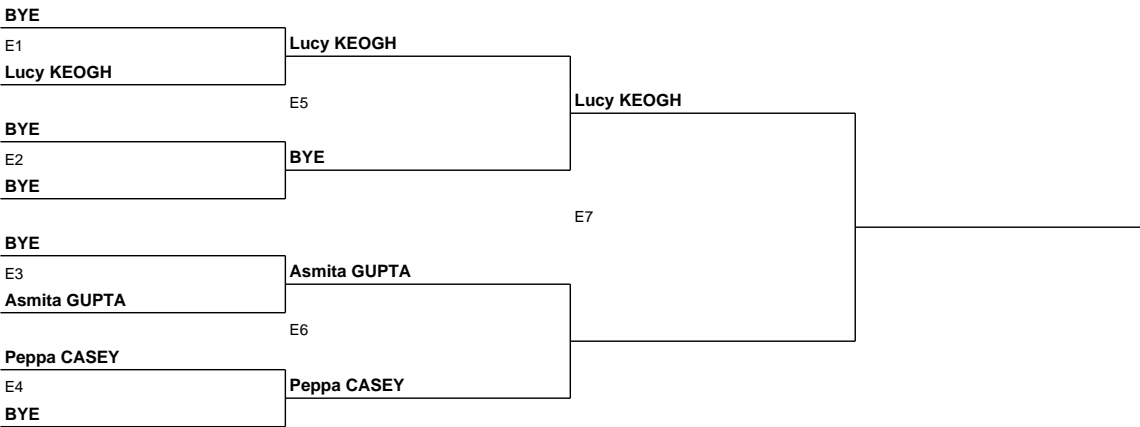 BYE
E1
Lucy KEOGH
Lucy KEOGH
E5
Lucy KEOGH
BYE
E2
BYE
BYE
E7
BYE
E3
Asmita GUPTA
Asmita GUPTA
E6
Peppa CASEY
E4
Peppa CASEY
BYE